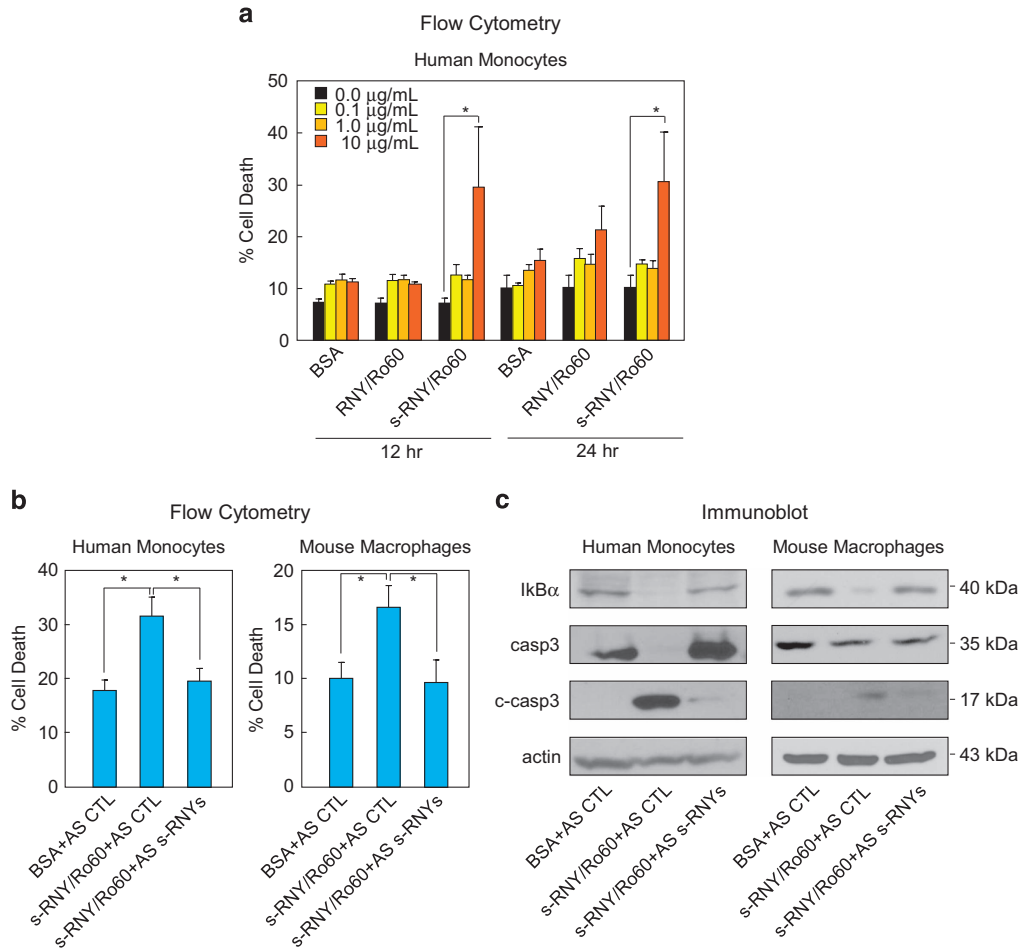 a
Flow Cytometry
Human Monocytes
50
40
30
20
10
0
% Cell Death
0.0 µg/mL
0.1 µg/mL
1.0 µg/mL
10 µg/mL
*
*
BSA
RNY/Ro60
s-RNY/Ro60
BSA
RNY/Ro60
s-RNY/Ro60
12 hr
24 hr
b
Flow Cytometry
Human Monocytes
40
30
20
10
0
% Cell Death
* *
BSA+AS CTL
s-RNY/Ro60+AS CTL
s-RNY/Ro60+AS s-RNYs
Mouse Macrophages
20
15
10
5
0
% Cell Death
* *
BSA+AS CTL
s-RNY/Ro60+AS CTL
s-RNY/Ro60+AS s-RNYs
c
Immunoblot
Human Monocytes
Mouse Macrophages
IkBα
40 kDa
casp3
35 kDa
c-casp3
17 kDa
actin
43 kDa
BSA+AS CTL
s-RNY/Ro60+AS CTL
s-RNY/Ro60+AS s-RNYs
BSA+AS CTL
s-RNY/Ro60+AS CTL
s-RNY/Ro60+AS s-RNYs